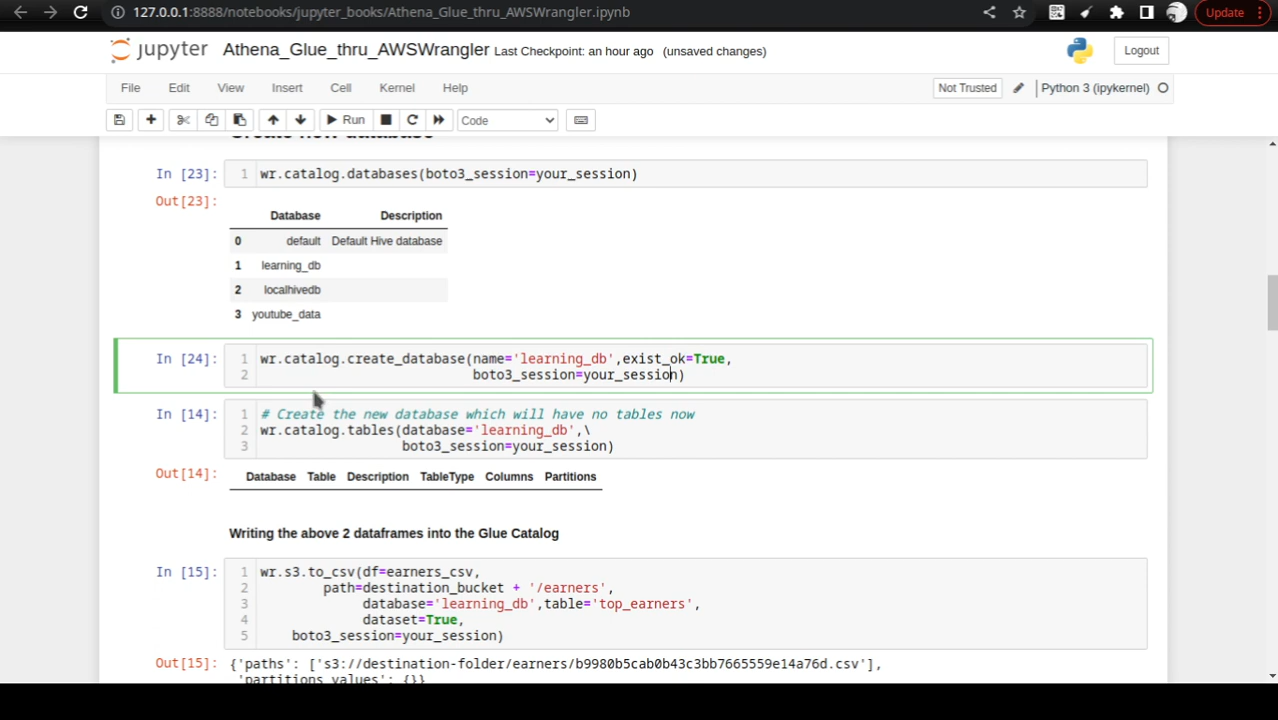 127.0.0.1:8888/notebooks/jupyter_books/Athena_Glue_thru_AWSWrangler.ipynb
Update
jupyter Athena_Glue_thru_AWSWrangler Last Checkpoint: an hour ago (unsaved changes)
Logout
File Edit View Insert Cell Kernel Help
Not Trusted
Python 3 (ipykernel)
Run
Code
Create new database
In [23]: 1 wr.catalog.databases(boto3_session=your_session)
Out[23]:
Database Description
0 default Default Hive database
1 learning_db
2 localhivedb
3 youtube_data
In [24]: 1 wr.catalog.create_database(name='learning_db',exist_ok=True,
2 boto3_session=your_session)
In [14]: 1 # Create the new database which will have no tables now
2 wr.catalog.tables(database='learning_db',\
3 boto3_session=your_session)
Out[14]: Database Table Description TableType Columns Partitions
Writing the above 2 dataframes into the Glue Catalog
In [15]: 1 wr.s3.to_csv(df=earners_csv,
2 path=destination_bucket + '/earners',
3 database='learning_db',table='top_earners',
4 dataset=True,
5 boto3_session=your_session)
Out[15]: {'paths': ['s3://destination-folder/earners/b9980b5cab0b43c3bb7665559e14a76d.csv'],
'partitions_values': {}}